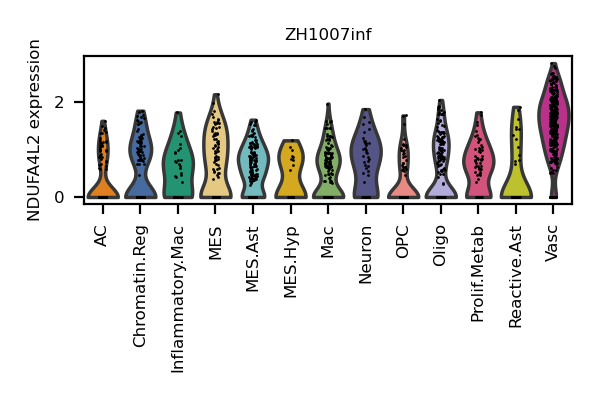 ZH1007inf
NDUFA4L2 expression
2
0
AC
Chromatin.Reg
Inflammatory.Mac
MES
MES.Ast
MES.Hyp
Mac
Neuron
OPC
Oligo
Prolif.Metab
Reactive.Ast
Vasc